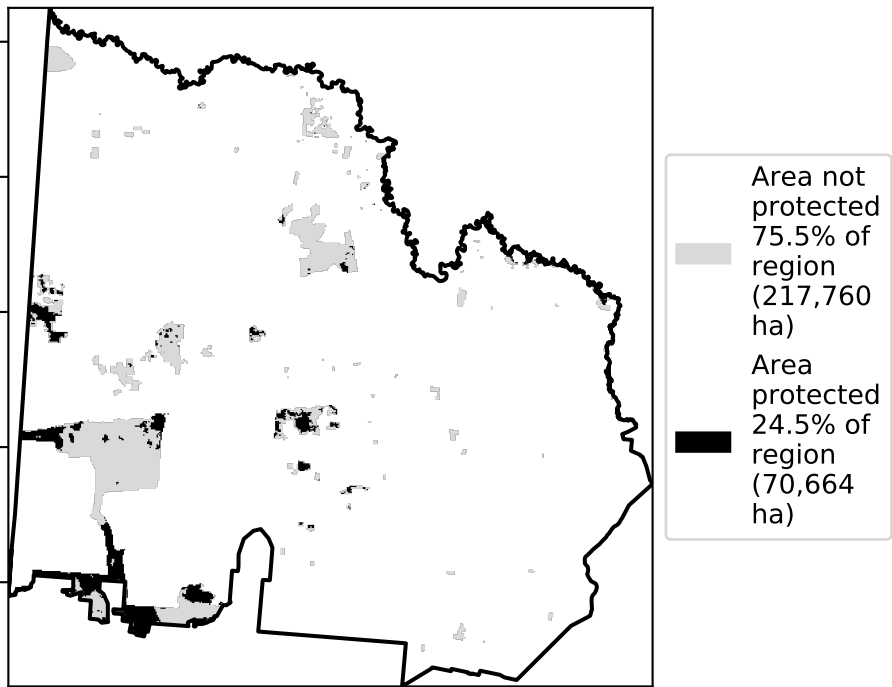 Area not
protected
75.5% of
region
(217,760
ha)
Area
protected
24.5% of
region
(70,664
ha)